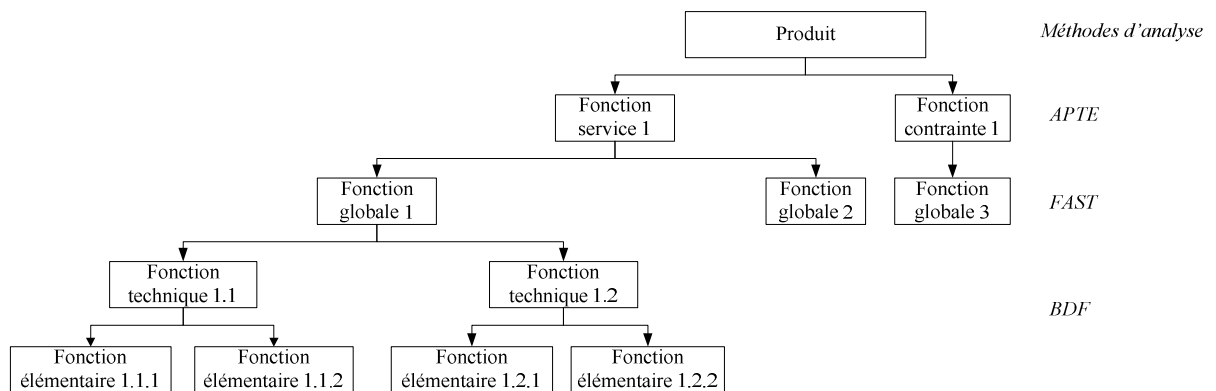 Produit
Méthodes d'analyse
Fonction
service 1
Fonction
contrainte 1
APTE
Fonction
globale 1
Fonction
globale 2
Fonction
globale 3
FAST
Fonction
technique 1.1
Fonction
technique 1.2
BDF
Fonction
élémentaire 1.1.1
Fonction
élémentaire 1.1.2
Fonction
élémentaire 1.2.1
Fonction
élémentaire 1.2.2